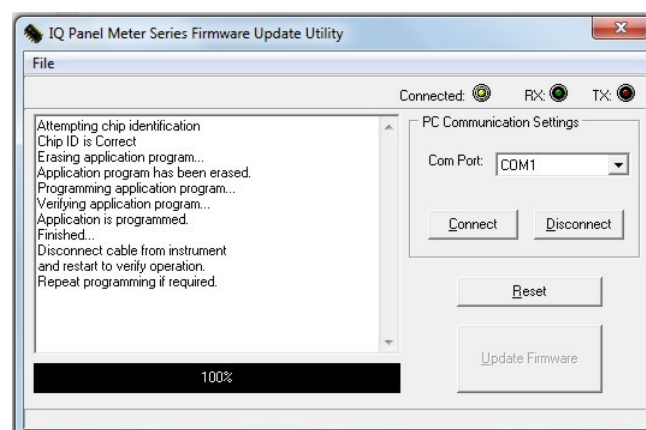 IQ Panel Meter Series Firmware Update Utility
File
Connected: RX: TX:
Attempting chip identification
Chip ID is Correct
Erasing application program...
Application program has been erased.
Programming application program...
Verifying application program...
Application is programmed.
Finished...
Disconnect cable from instrument
and restart to verify operation.
Repeat programming if required.
100%
PC Communication Settings
Com Port: COM1
Connect Disconnect
Reset
Update Firmware